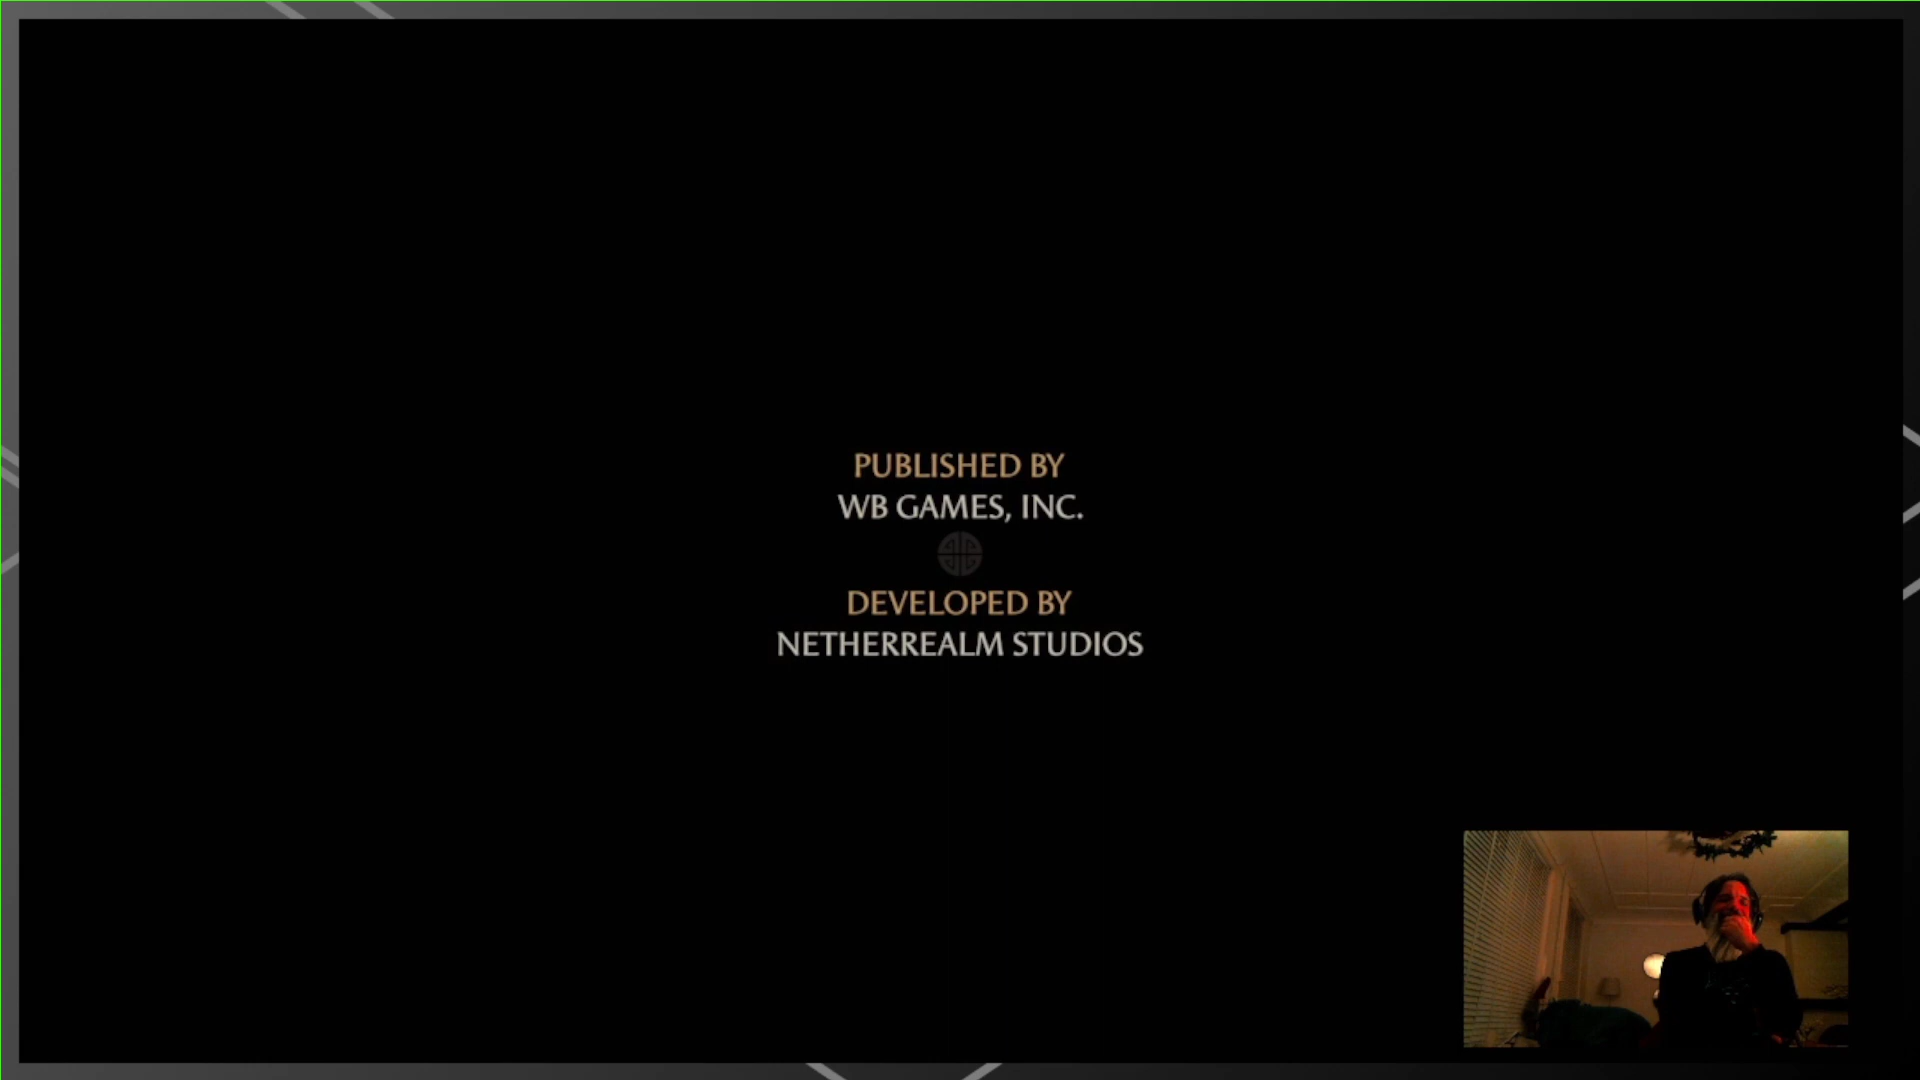 PUBLISHED BY
WB GAMES, INC.
DEVELOPED BY
NETHERREALM STUDIOS